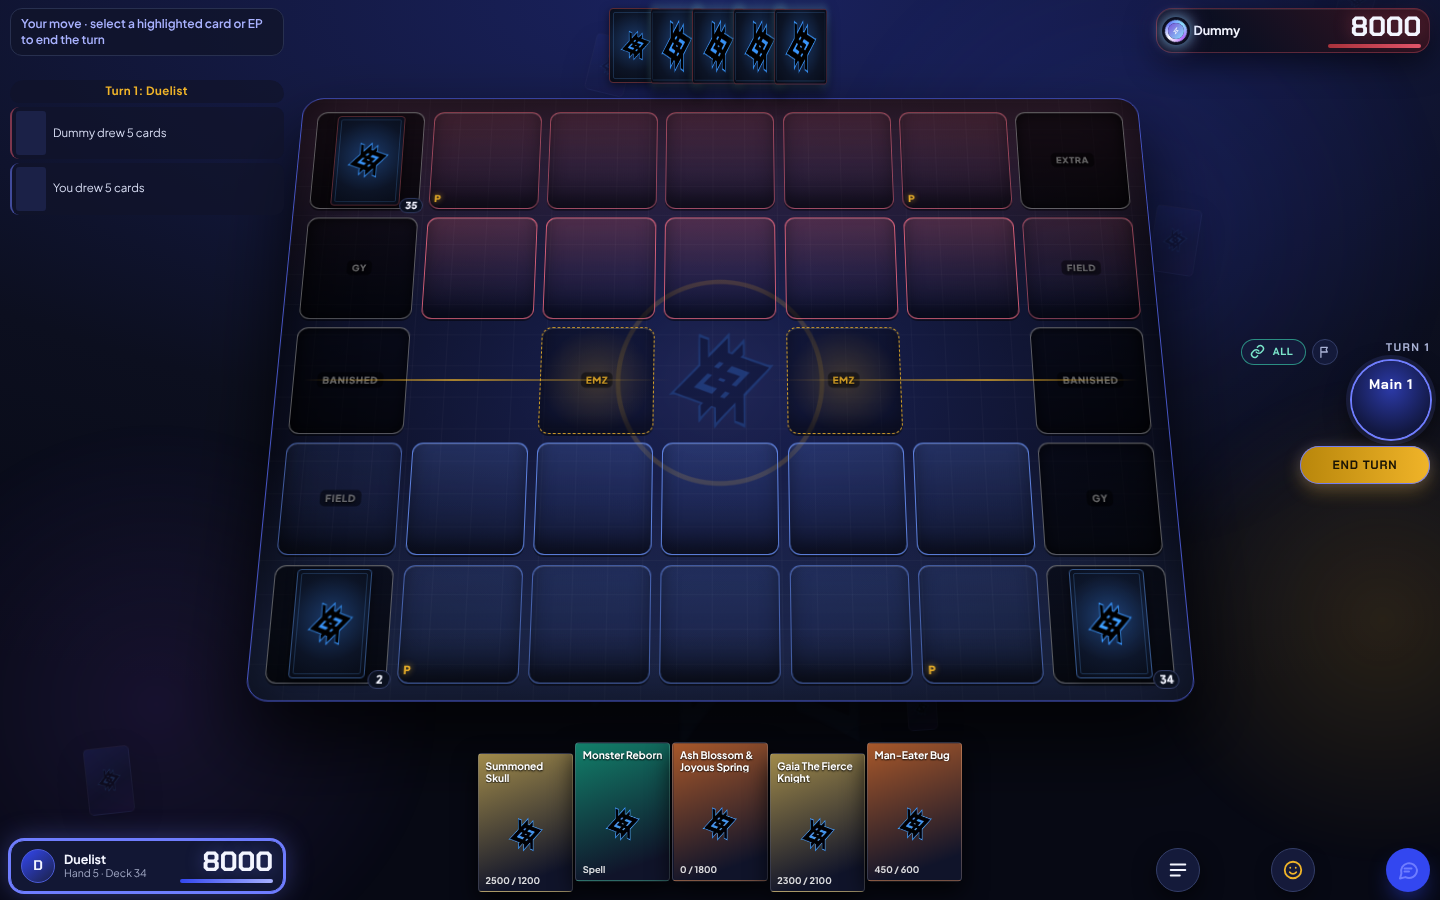 Your move · select a highlighted card or EP
to end the turn
Turn 1: Duelist
Dummy drew 5 cards
You drew 5 cards
Dummy
8000
35
P
P
EXTRA
GY
FIELD
BANISHED
EMZ
EMZ
BANISHED
ALL
TURN 1
Main 1
END TURN
FIELD
GY
2
P
P
34
Summoned
Skull
2500 / 1200
Monster Reborn
Spell
Ash Blossom &
Joyous Spring
0 / 1800
Gaia The Fierce
Knight
2300 / 2100
Man-Eater Bug
450 / 600
D
Duelist
Hand 5 · Deck 34
8000